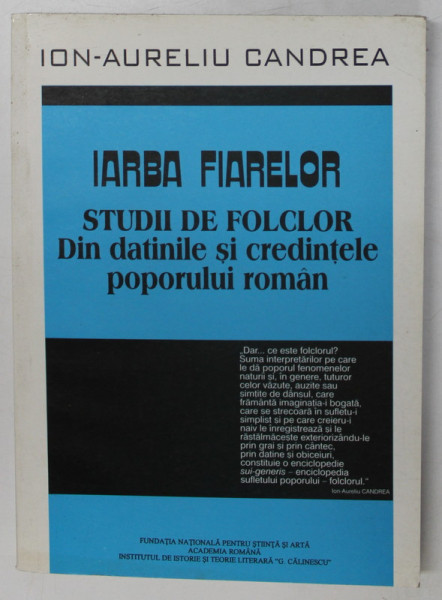 ION-AURELIU CANDREA
IARBA FIARELOR
STUDII DE FOLCLOR
Din datinile și credințele
poporului român
„Dar... ce este folclorul?
Suma interpretărilor pe care
le dă poporul fenomenelor
naturii și, în genere, tuturor
celor văzute, auzite sau
simțite de dânsul, care
frământă imaginația-i bogată,
care se strecoară în sufletu-i
simplist și pe care creieru-i
naiv le înregistrează și le
răstălmăcește exteriorizându-le
prin grai și prin cântec,
prin datine și obiceiuri,
constituie o enciclopedie
sui-generis – enciclopedia
sufletului poporului – folclorul.”
Ion Aureliu CANDREA
FUNDAȚIA NAȚIONALĂ PENTRU ȘTIINȚĂ ȘI ARTĂ
ACADEMIA ROMÂNĂ
INSTITUTUL DE ISTORIE ȘI TEORIE LITERARĂ "G. CĂLINESCU"